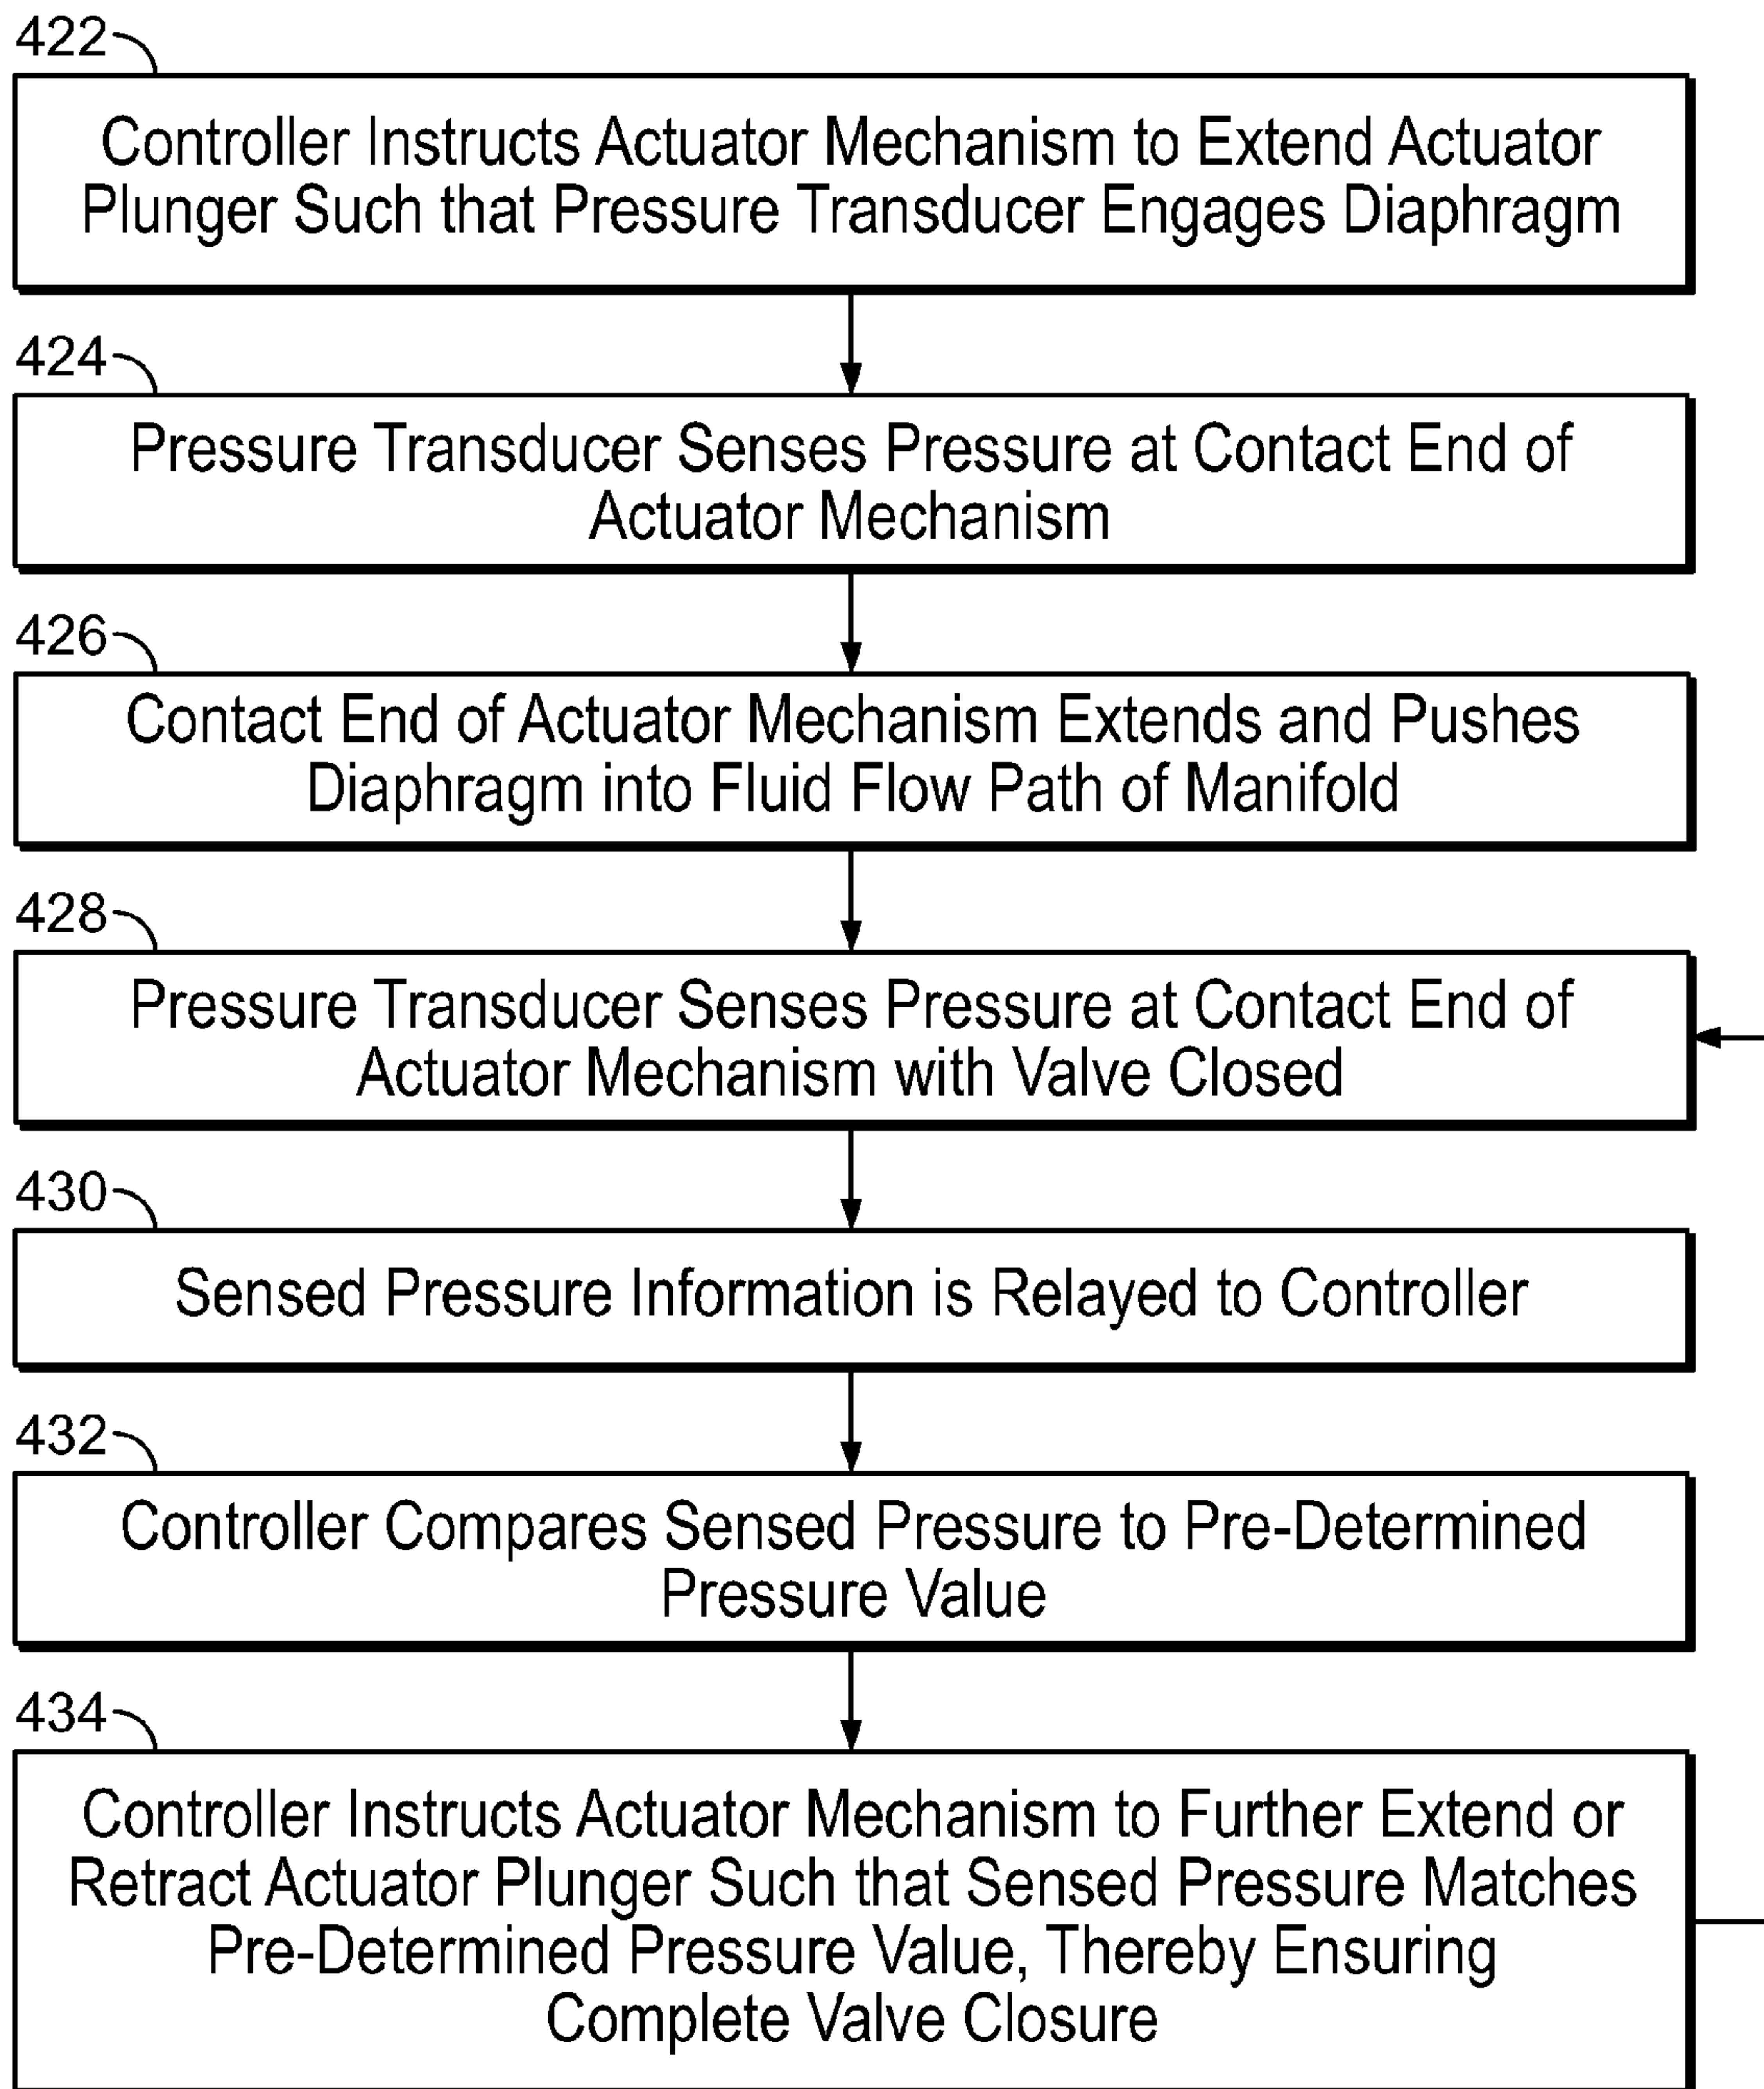 422
Controller Instructs Actuator Mechanism to Extend Actuator
Plunger Such that Pressure Transducer Engages Diaphragm
424
Pressure Transducer Senses Pressure at Contact End of
Actuator Mechanism
426
Contact End of Actuator Mechanism Extends and Pushes
Diaphragm into Fluid Flow Path of Manifold
428
Pressure Transducer Senses Pressure at Contact End of
Actuator Mechanism with Valve Closed
430
Sensed Pressure Information is Relayed to Controller
432
Controller Compares Sensed Pressure to Pre-Determined
Pressure Value
434
Controller Instructs Actuator Mechanism to Further Extend or
Retract Actuator Plunger Such that Sensed Pressure Matches
Pre-Determined Pressure Value, Thereby Ensuring
Complete Valve Closure